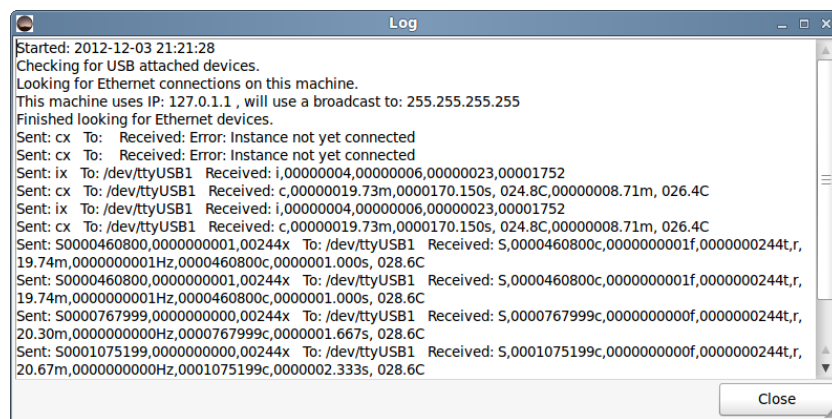 Log
Started: 2012-12-03 21:21:28
Checking for USB attached devices.
Looking for Ethernet connections on this machine.
This machine uses IP: 127.0.1.1 , will use a broadcast to: 255.255.255.255
Finished looking for Ethernet devices.
Sent: cx   To:    Received: Error: Instance not yet connected
Sent: cx   To:    Received: Error: Instance not yet connected
Sent: ix   To: /dev/ttyUSB1   Received: i,00000004,00000006,00000023,00001752
Sent: cx   To: /dev/ttyUSB1   Received: c,00000019.73m,0000170.150s, 024.8C,00000008.71m, 026.4C
Sent: ix   To: /dev/ttyUSB1   Received: i,00000004,00000006,00000023,00001752
Sent: cx   To: /dev/ttyUSB1   Received: c,00000019.73m,0000170.150s, 024.8C,00000008.71m, 026.4C
Sent: S0000460800,0000000001,00244x   To: /dev/ttyUSB1   Received: S,0000460800c,0000000001f,0000000244t,r,
19.74m,0000000001Hz,0000460800c,0000001.000s, 028.6C
Sent: S0000460800,0000000001,00244x   To: /dev/ttyUSB1   Received: S,0000460800c,0000000001f,0000000244t,r,
19.74m,0000000001Hz,0000460800c,0000001.000s, 028.6C
Sent: S0000767999,0000000000,00244x   To: /dev/ttyUSB1   Received: S,0000767999c,0000000000f,0000000244t,r,
20.30m,0000000000Hz,0000767999c,0000001.667s, 028.6C
Sent: S0001075199,0000000000,00244x   To: /dev/ttyUSB1   Received: S,0001075199c,0000000000f,0000000244t,r,
20.67m,0000000000Hz,0001075199c,0000002.333s, 028.6C
Close